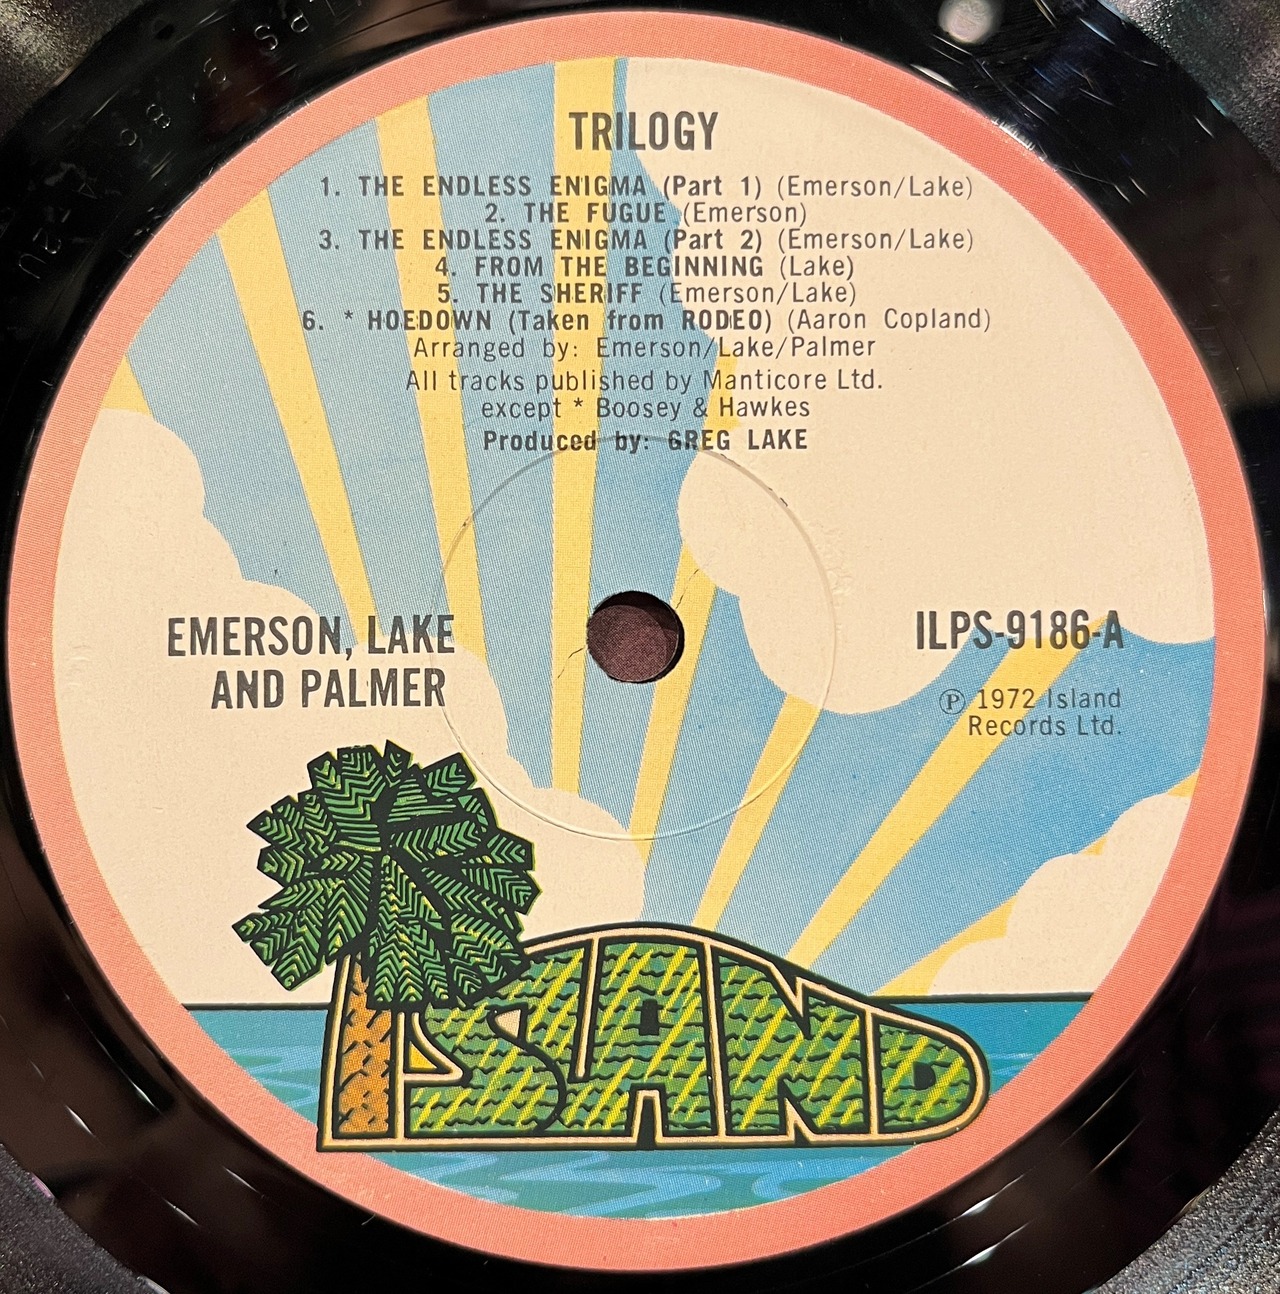 TRILOGY
1. THE ENDLESS ENIGMA (Part 1) (Emerson/Lake)
2. THE FUGUE (Emerson)
3. THE ENDLESS ENIGMA (Part 2) (Emerson/Lake)
4. FROM THE BEGINNING (Lake)
5. THE SHERIFF (Emerson/Lake)
6. * HOEDOWN (Taken from RODEO) (Aaron Copland)
Arranged by: Emerson/Lake/Palmer
All tracks published by Manticore Ltd.
except * Boosey & Hawkes
Produced by: GREG LAKE
EMERSON, LAKE
AND PALMER
ILPS-9186-A
℗ 1972 Island
Records Ltd.
ISLAND